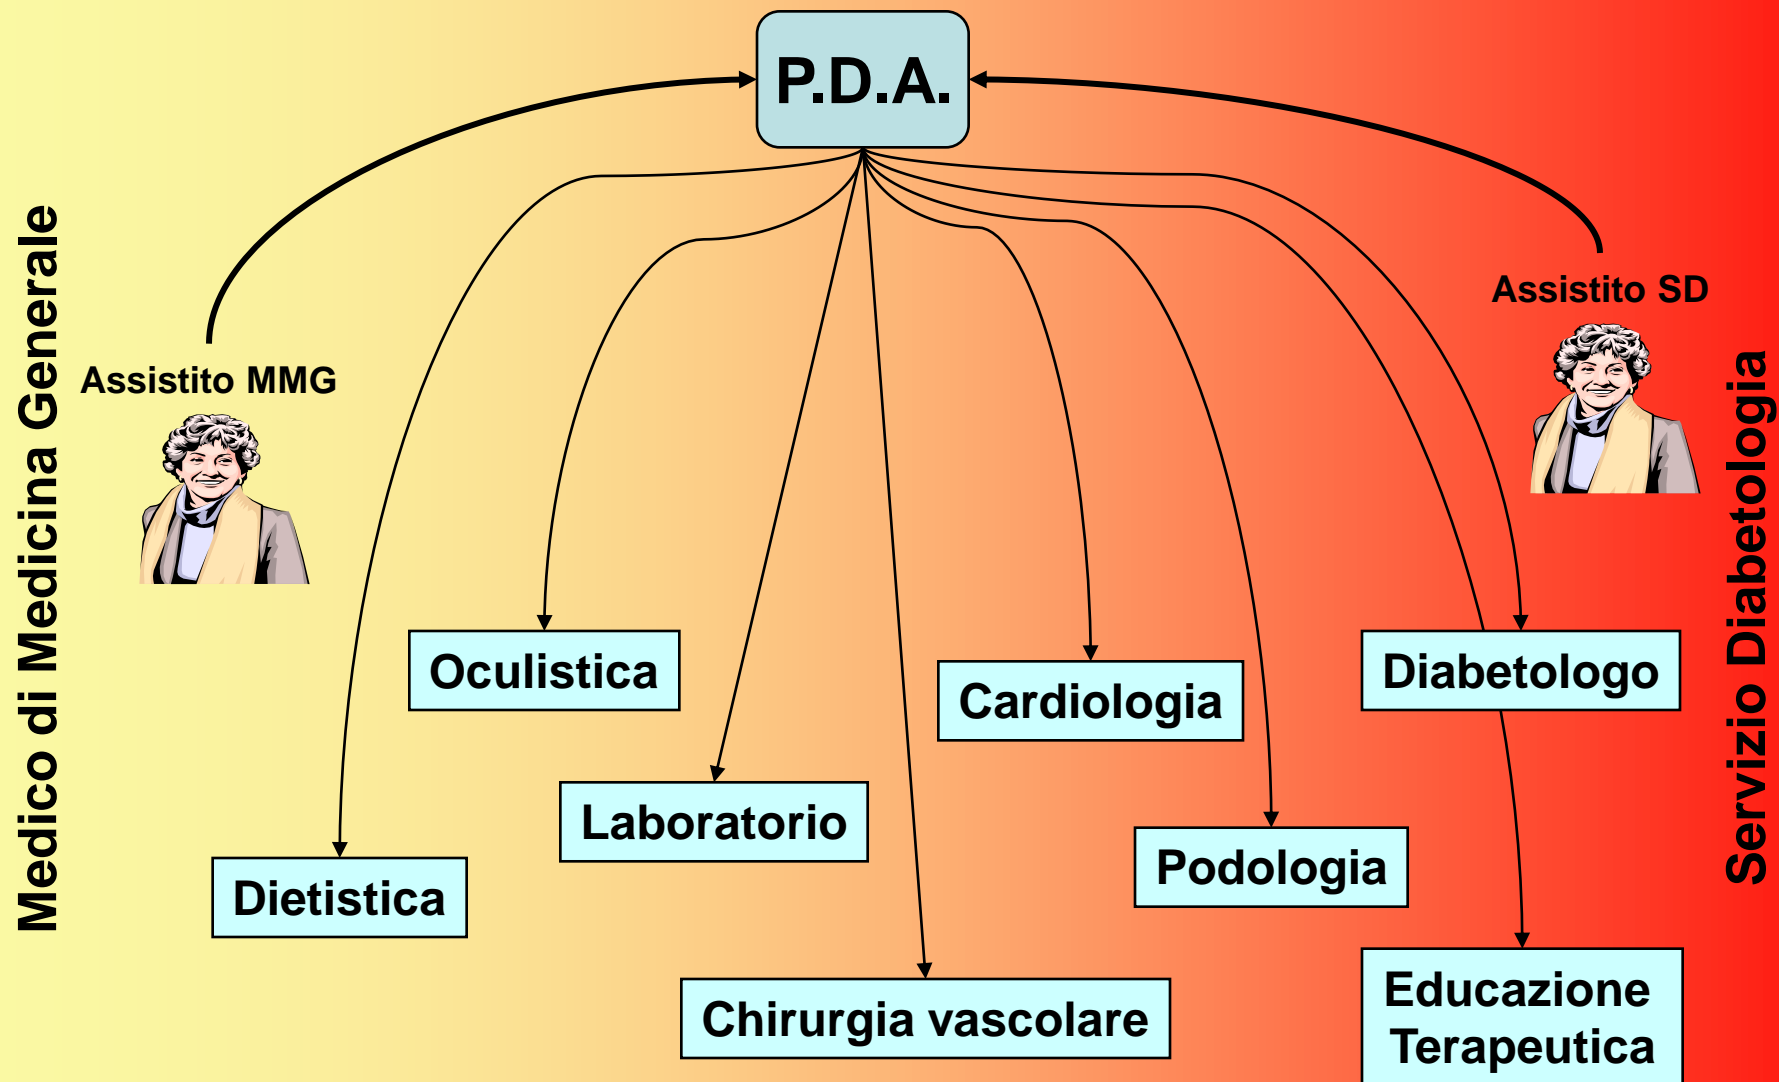 P.D.A.
Medico di Medicina Generale
Assistito MMG
Assistito SD
Servizio Diabetologia
Oculistica
Cardiologia
Diabetologo
Laboratorio
Podologia
Dietistica
Chirurgia vascolare
Educazione
Terapeutica